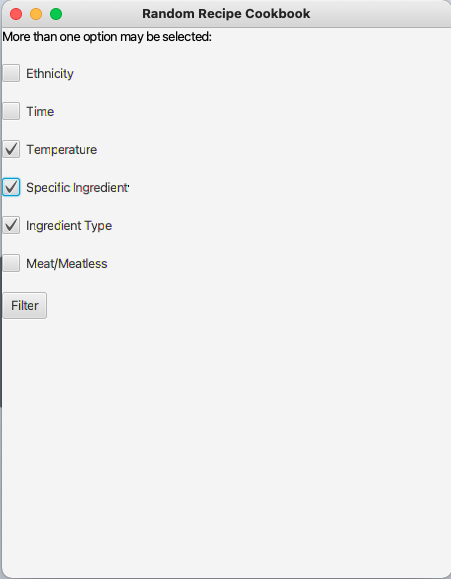 Random Recipe Cookbook
More than one option may be selected:
Ethnicity
Time
Temperature
Specific Ingredient
Ingredient Type
Meat/Meatless
Filter